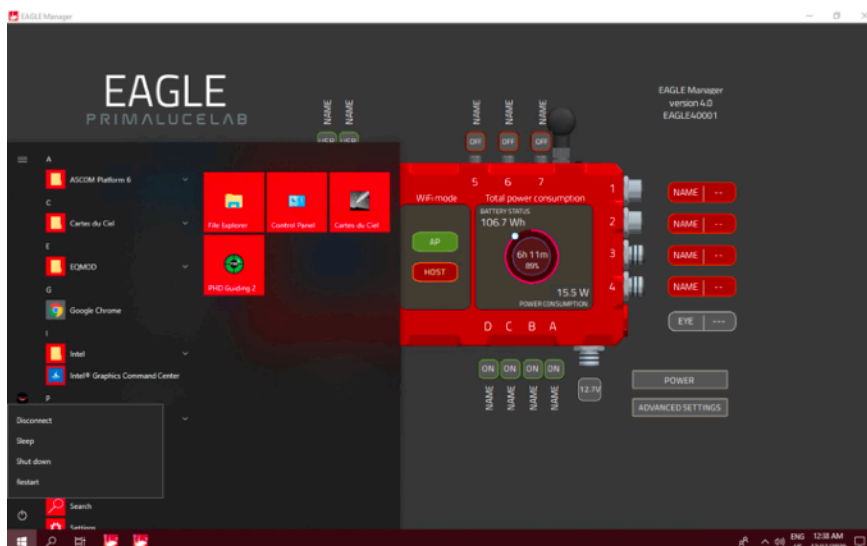 EAGLE Manager
EAGLE
PRIMALUCELAB
NAME
NAME
NAME
NAME
NAME
OFF
OFF
OFF
EAGLE Manager
version 4.0
EAGLE40001
5 6 7
WiFi mode
Total power consumption
BATTERY STATUS
106.7 Wh
AP
HOST
6h 11m
89%
15.5 W
POWER CONSUMPTION
D C B A
1
2
3
4
NAME --
NAME --
NAME --
NAME --
EYE ---
ON ON ON ON
NAME
NAME
NAME
NAME
12.7V
POWER
ADVANCED SETTINGS
A
ASCOM Platform 6
C
Cartes du Ciel
E
EQMOD
G
Google Chrome
I
Intel
Intel® Graphics Command Center
P
File Explorer
Control Panel
Cartes du Ciel
PHD Guiding 2
Disconnect
Sleep
Shut down
Restart
Search
Settings
ENG
12:38 AM